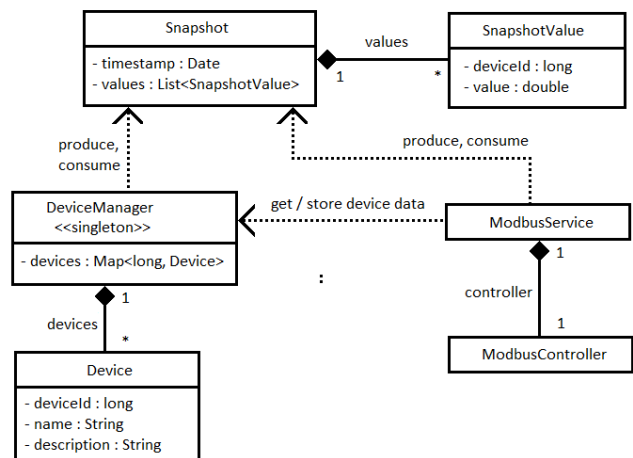 Snapshot
- timestamp : Date
- values : List<SnapshotValue>
values
1
*
SnapshotValue
- deviceId : long
- value : double
produce,
consume
produce, consume
DeviceManager
<<singleton>>
- devices : Map<long, Device>
get / store device data
ModbusService
:
1
devices
*
1
controller
1
ModbusController
Device
- deviceId : long
- name : String
- description : String